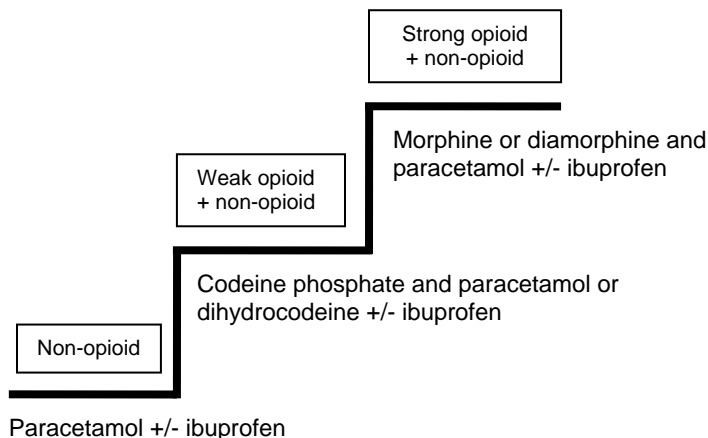 Strong opioid
+ non-opioid
Morphine or diamorphine and
paracetamol +/- ibuprofen
Weak opioid
+ non-opioid
Codeine phosphate and paracetamol or
dihydrocodeine +/- ibuprofen
Non-opioid
Paracetamol +/- ibuprofen